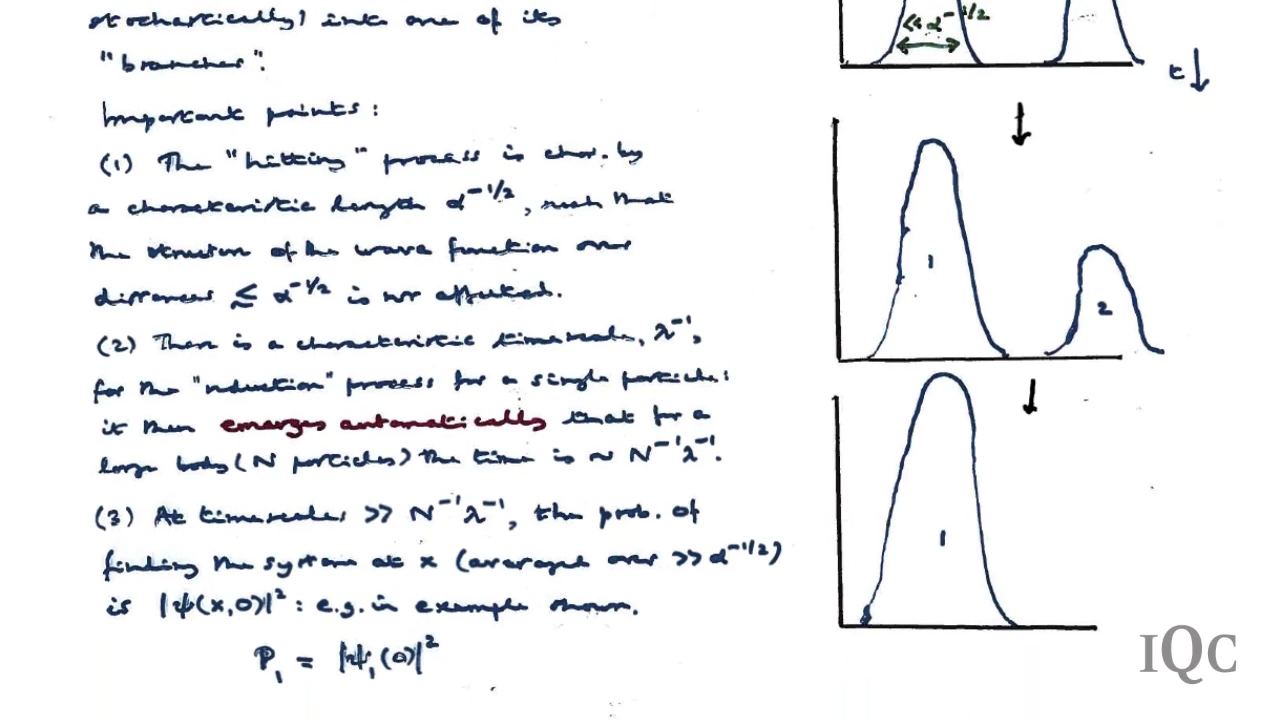 stochastically) into one of its
"branches".
Important points:
(1) The "hitting" process is char. by
a characteristic length α⁻¹/², such that
the structure of the wave function over
differences ≲ α⁻¹/² is not affected.
(2) There is a characteristic timescale, λ⁻¹,
for the "reduction" process for a single particle:
it then emerges automatically that for a
large body (N particles) the time is ~ N⁻¹λ⁻¹.
(3) At timescales >> N⁻¹λ⁻¹, the prob. of
finding the system at x (averaged over >> α⁻¹/²)
is |ψ(x,0)|² : e.g. in example shown.
P₁ = |ψ₁(0)|²
<< α⁻¹/²
t ↓
↓
1
2
↓
1
IQC